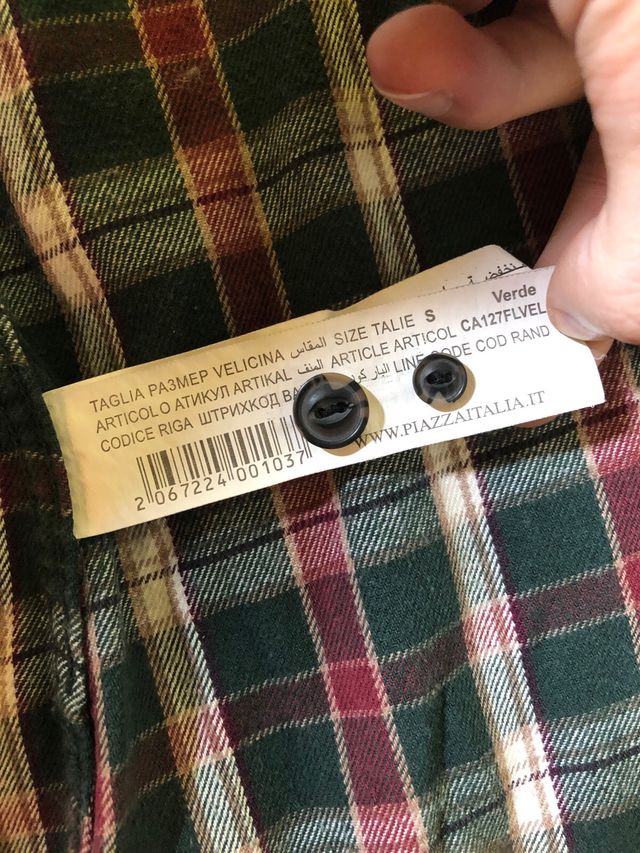 Verde
TAGLIA РАЗМЕР VELICINA المقاس SIZE TALIE S
ARTICOLO АТИКУЛ ARTIKAL ARTICLE ARTICOL CA127FLVEL
CODICE RIGA ШТРИХКОД LINE CODE COD RAND
WWW.PIAZZAITALIA.IT
2 067224 001037